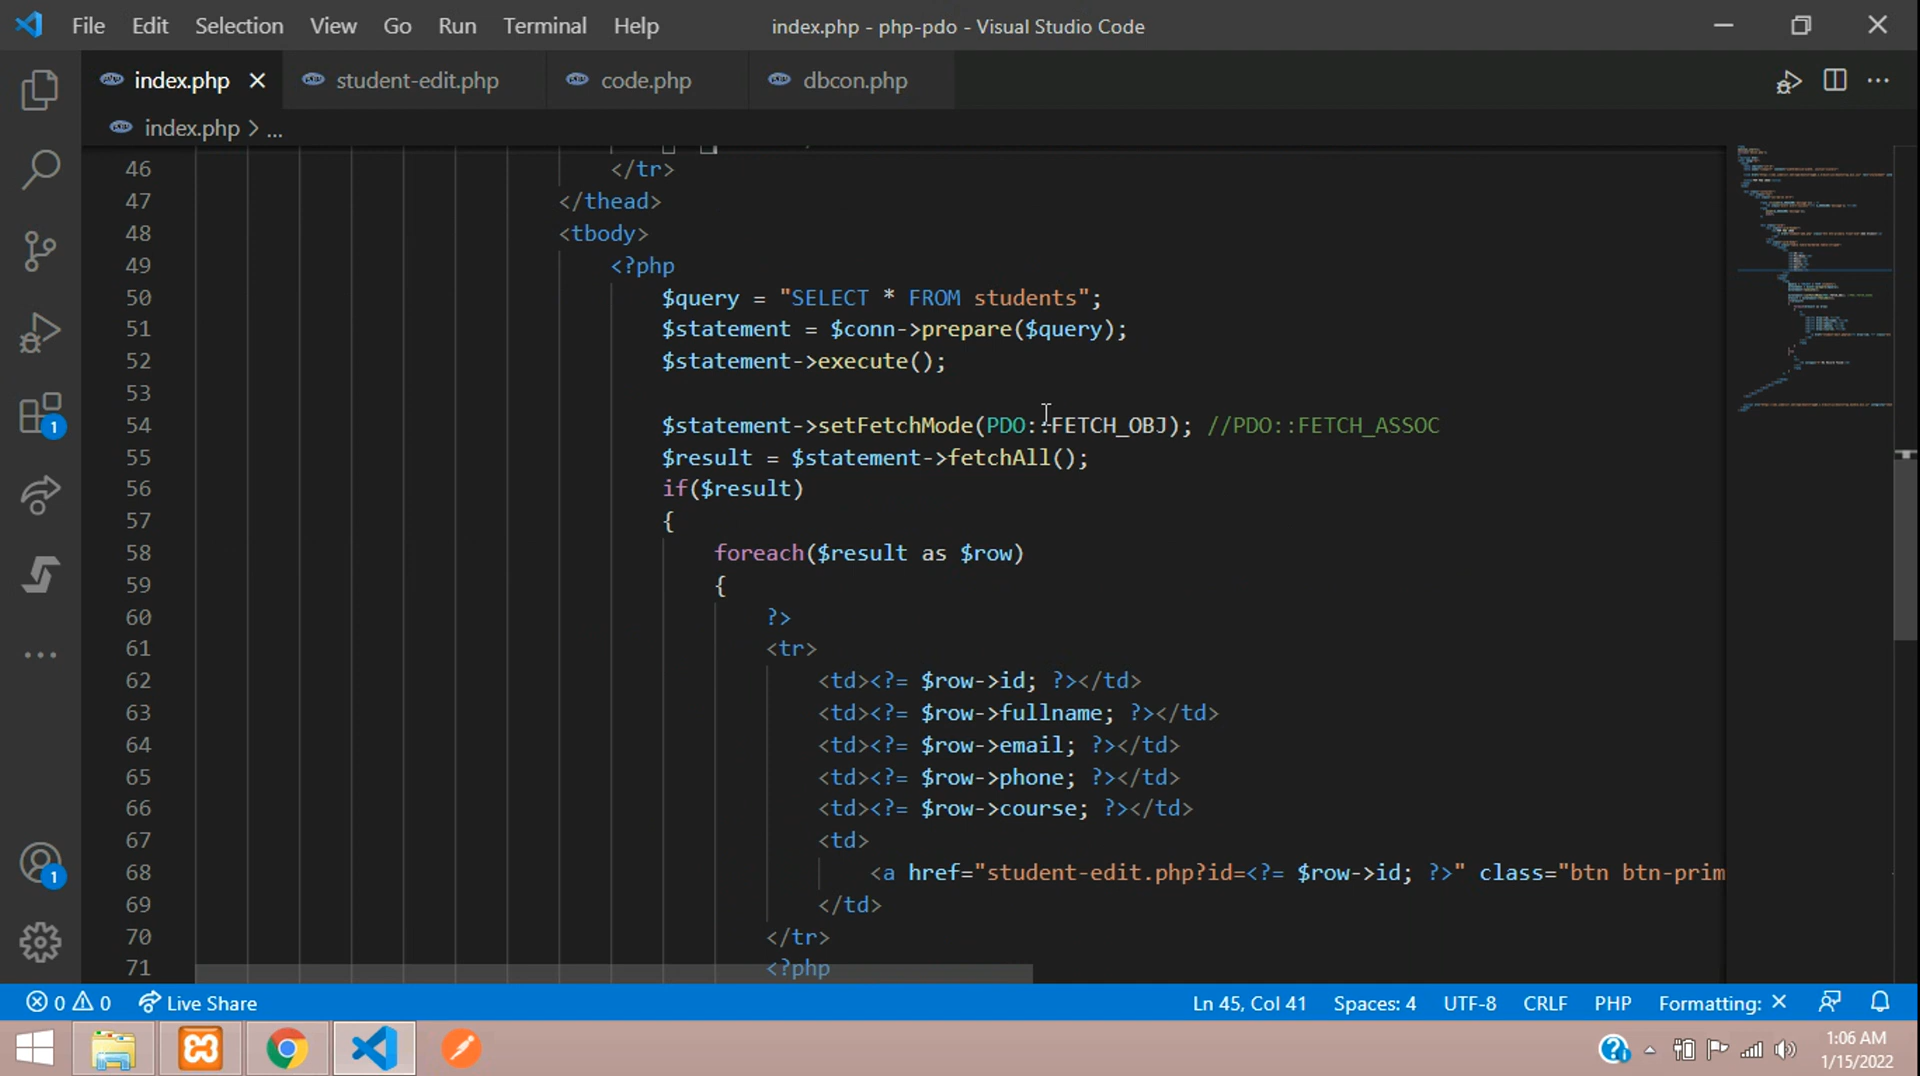 File Edit Selection View Go Run Terminal Help index.php - php-pdo - Visual Studio Code
index.php student-edit.php code.php dbcon.php
index.php > ...
46 </tr>
47 </thead>
48 <tbody>
49 <?php
50 $query = "SELECT * FROM students";
51 $statement = $conn->prepare($query);
52 $statement->execute();
53
54 $statement->setFetchMode(PDO::FETCH_OBJ); //PDO::FETCH_ASSOC
55 $result = $statement->fetchAll();
56 if($result)
57 {
58 foreach($result as $row)
59 {
60 ?>
61 <tr>
62 <td><?= $row->id; ?></td>
63 <td><?= $row->fullname; ?></td>
64 <td><?= $row->email; ?></td>
65 <td><?= $row->phone; ?></td>
66 <td><?= $row->course; ?></td>
67 <td>
68 <a href="student-edit.php?id=<?= $row->id; ?>" class="btn btn-prim
69 </td>
70 </tr>
71 <?php
1
1
0 0 Live Share Ln 45, Col 41 Spaces: 4 UTF-8 CRLF PHP Formatting: ×
1:06 AM
1/15/2022